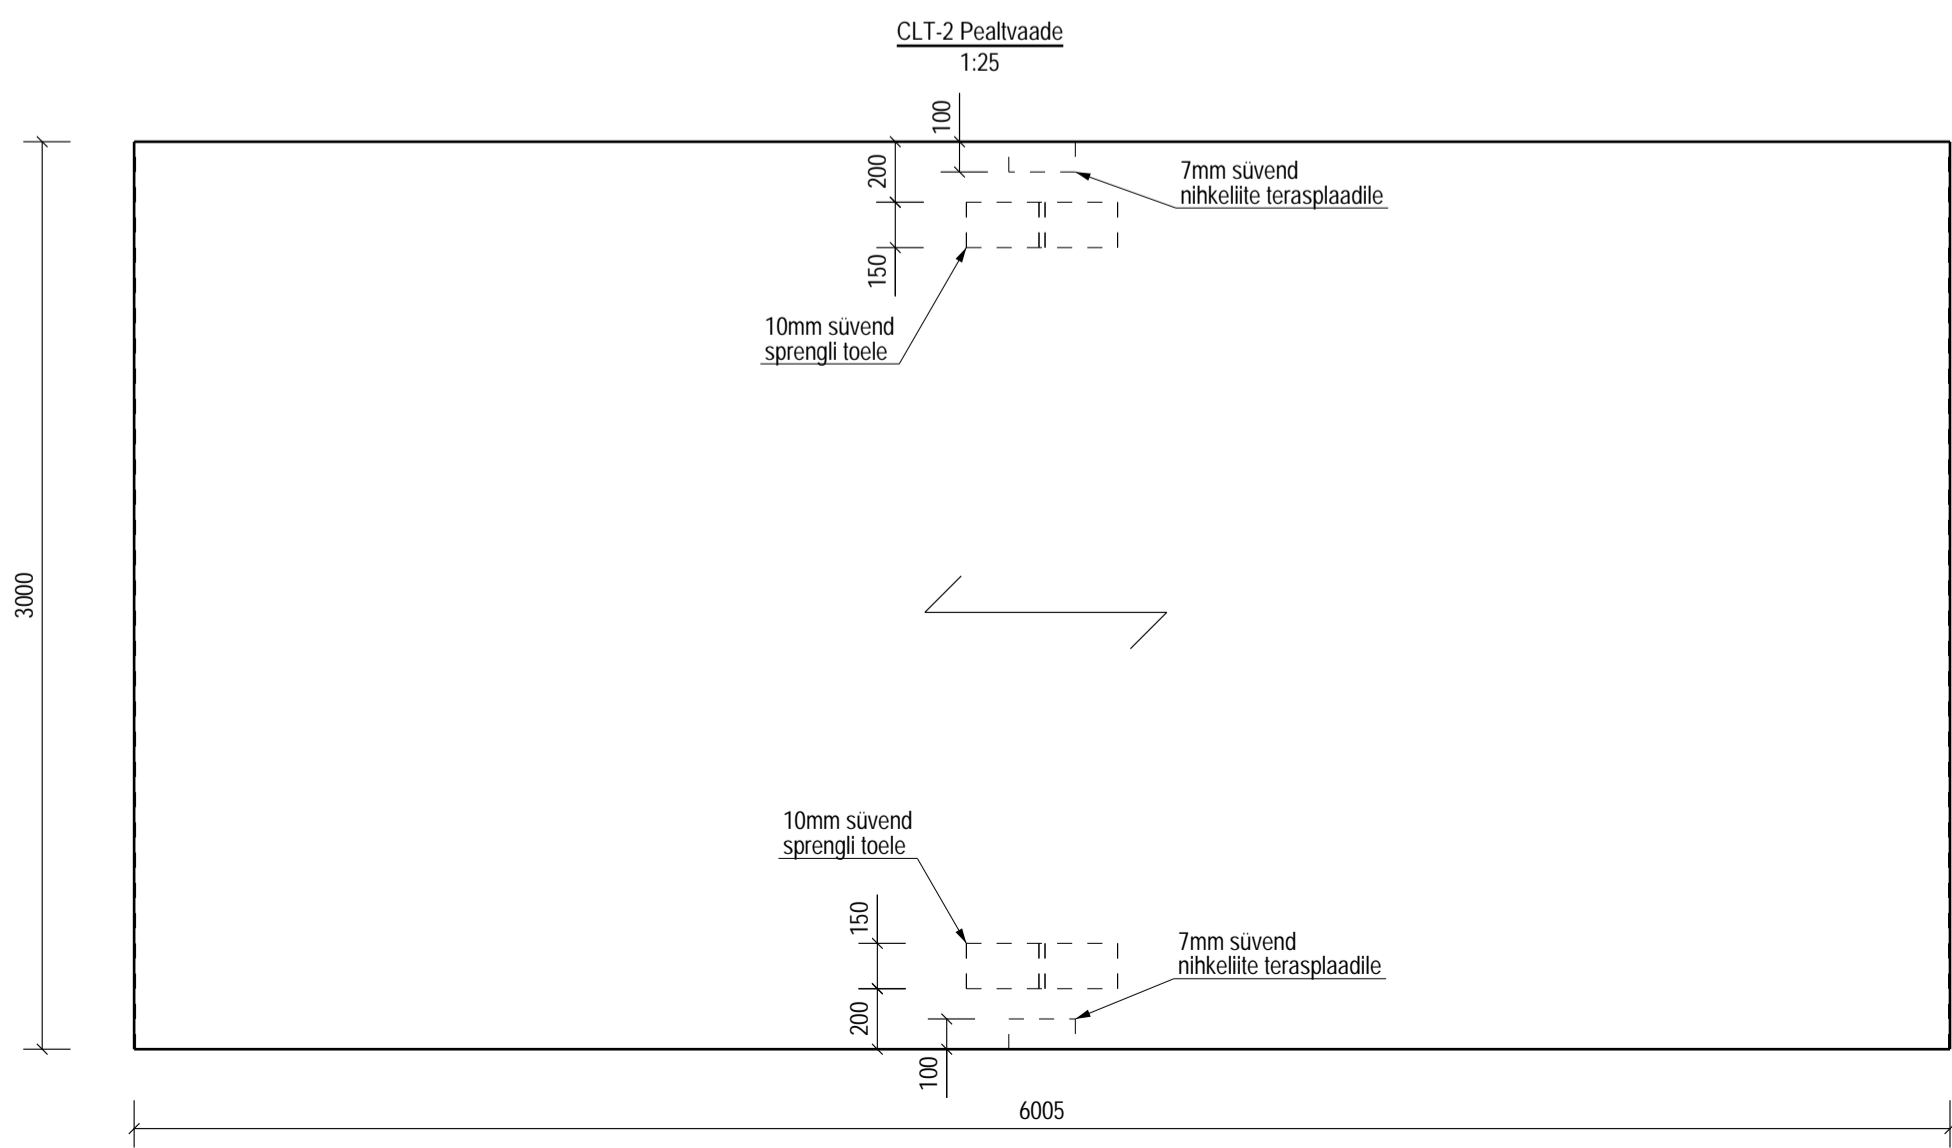 CLT-2 Pealtvaade
1:25
100
200
150
7mm süvend
nihkeliite terasplaadile
10mm süvend
sprengli toele
3000
10mm süvend
sprengli toele
150
200
100
7mm süvend
nihkeliite terasplaadile
6005